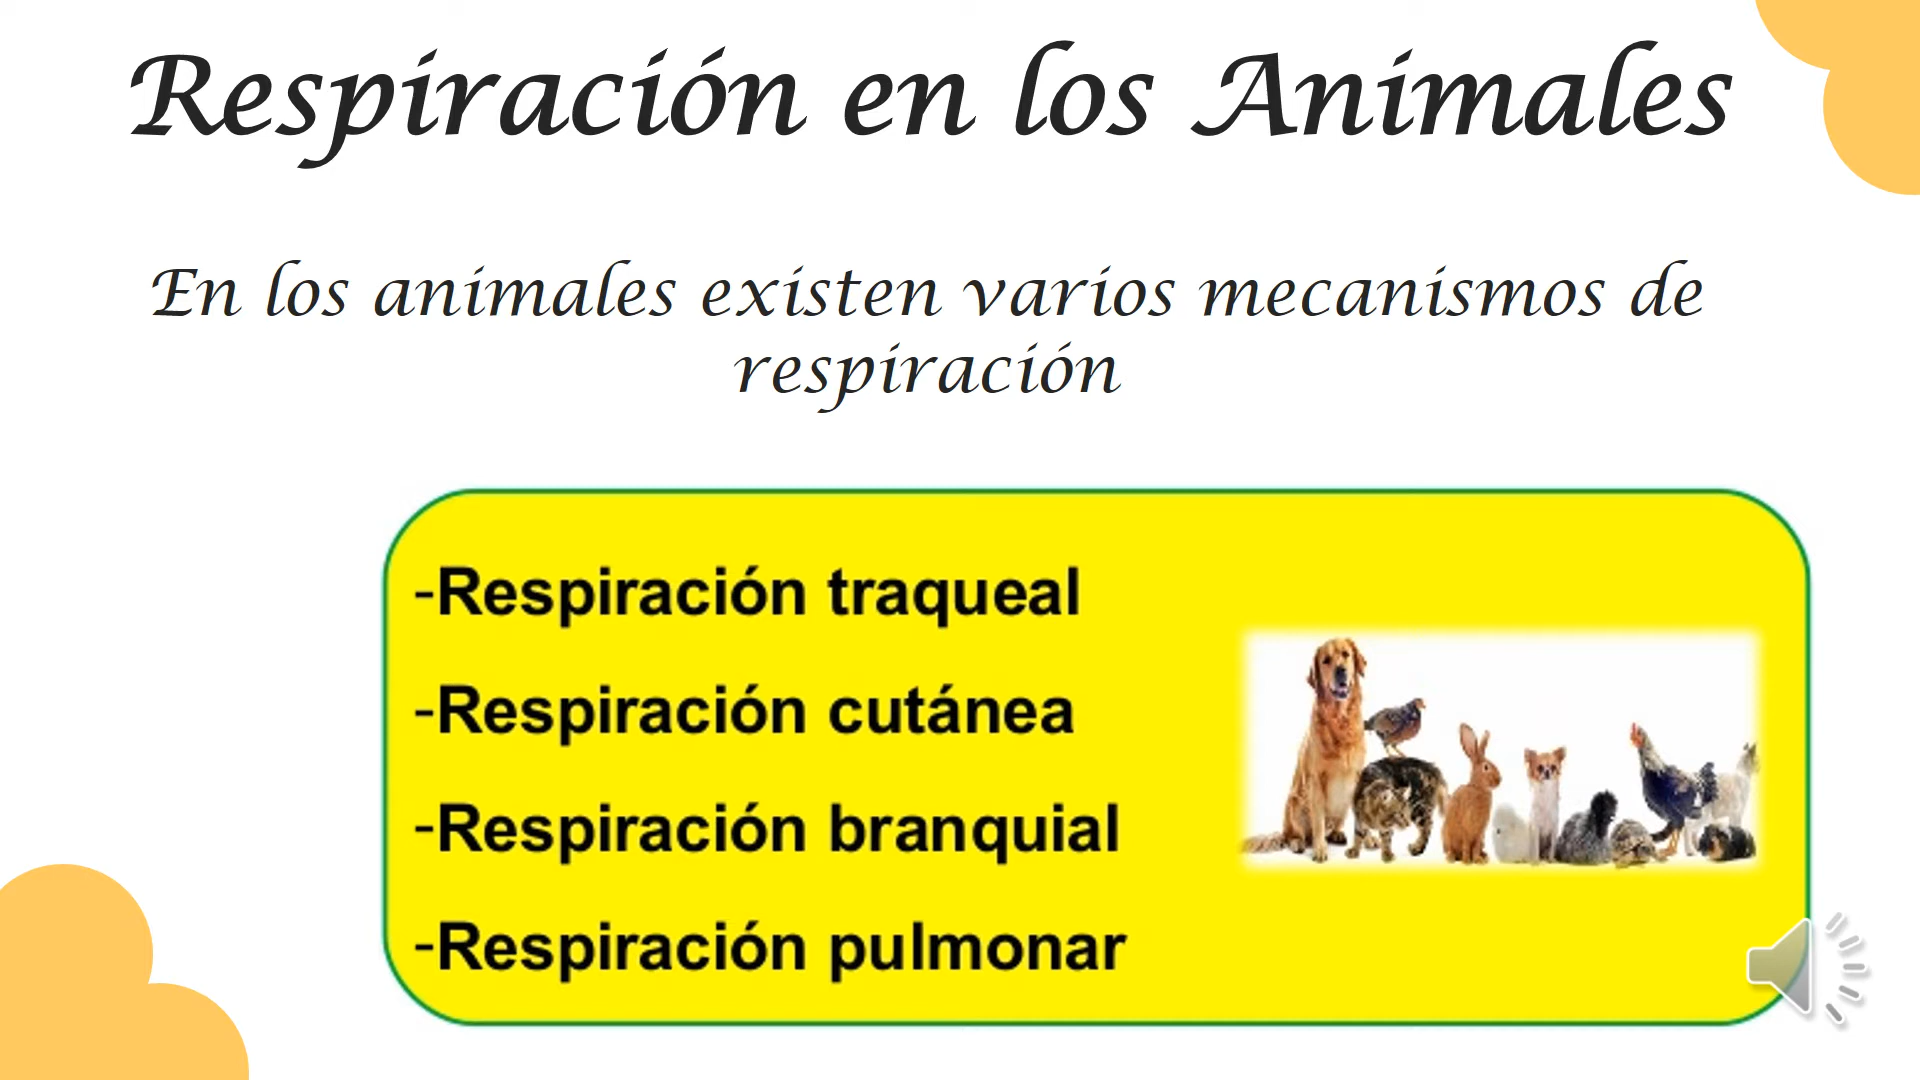 Respiración en los Animales
En los animales existen varios mecanismos de
respiración
-Respiración traqueal
-Respiración cutánea
-Respiración branquial
-Respiración pulmonar